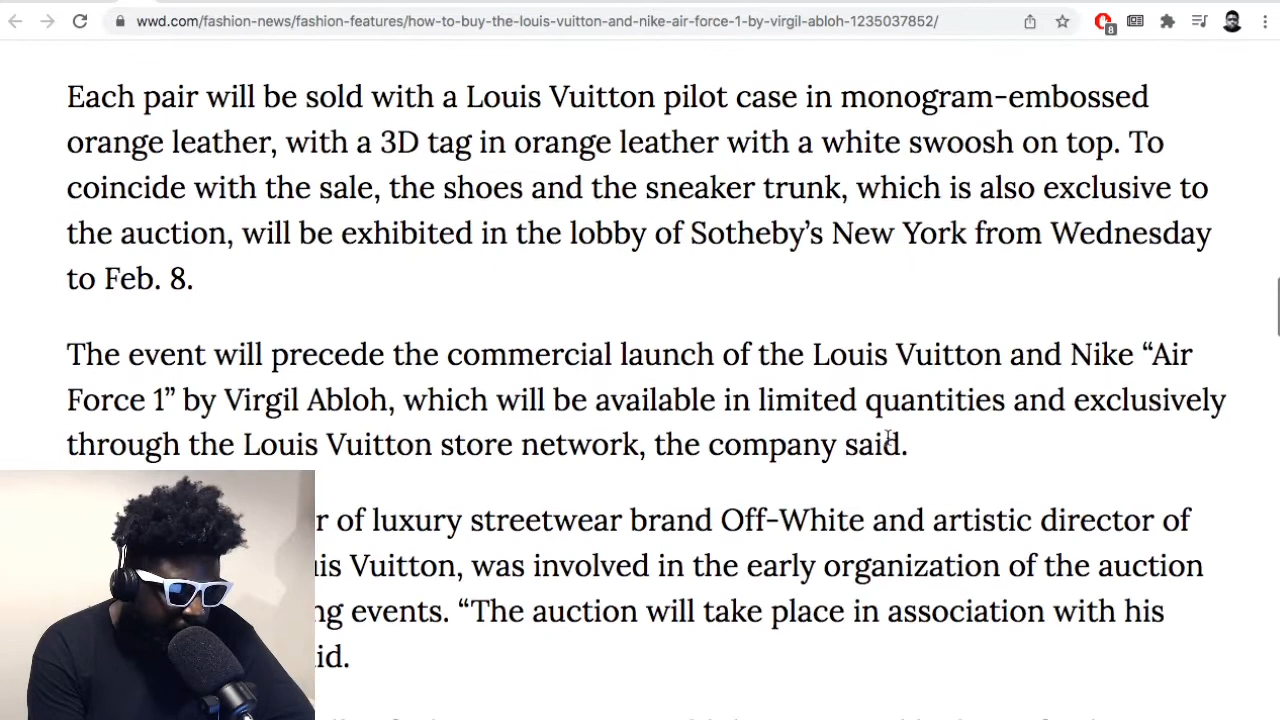 wwd.com/fashion-news/fashion-features/how-to-buy-the-louis-vuitton-and-nike-air-force-1-by-virgil-abloh-1235037852/
8
Each pair will be sold with a Louis Vuitton pilot case in monogram-embossed
orange leather, with a 3D tag in orange leather with a white swoosh on top. To
coincide with the sale, the shoes and the sneaker trunk, which is also exclusive to
the auction, will be exhibited in the lobby of Sotheby’s New York from Wednesday
to Feb. 8.
The event will precede the commercial launch of the Louis Vuitton and Nike “Air
Force 1” by Virgil Abloh, which will be available in limited quantities and exclusively
through the Louis Vuitton store network, the company said.
r of luxury streetwear brand Off-White and artistic director of
is Vuitton, was involved in the early organization of the auction
ng events. “The auction will take place in association with his
id.